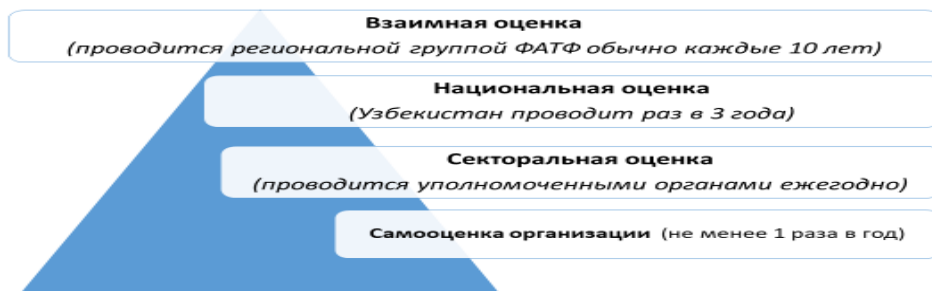 Взаимная оценка
(проводится региональной группой ФАТФ обычно каждые 10 лет)
Национальная оценка
(Узбекистан проводит раз в 3 года)
Секторальная оценка
(проводится уполномоченными органами ежегодно)
Самооценка организации (не менее 1 раза в год)